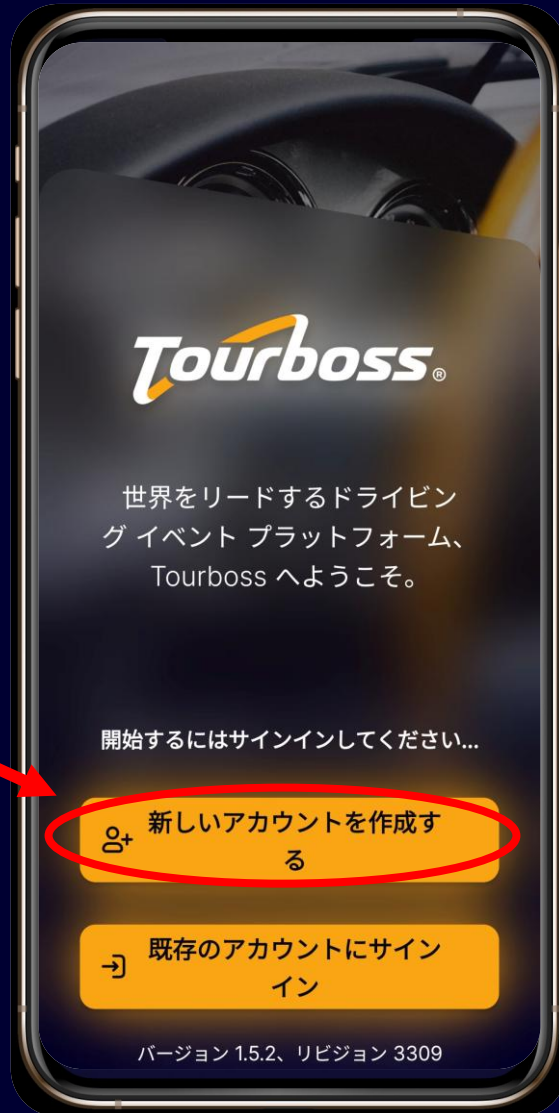 Tourboss®
世界をリードするドライビン
グ イベント プラットフォーム、
Tourboss へようこそ。
開始するにはサインインしてください...
新しいアカウントを作成す
る
既存のアカウントにサイン
イン
バージョン 1.5.2、リビジョン 3309